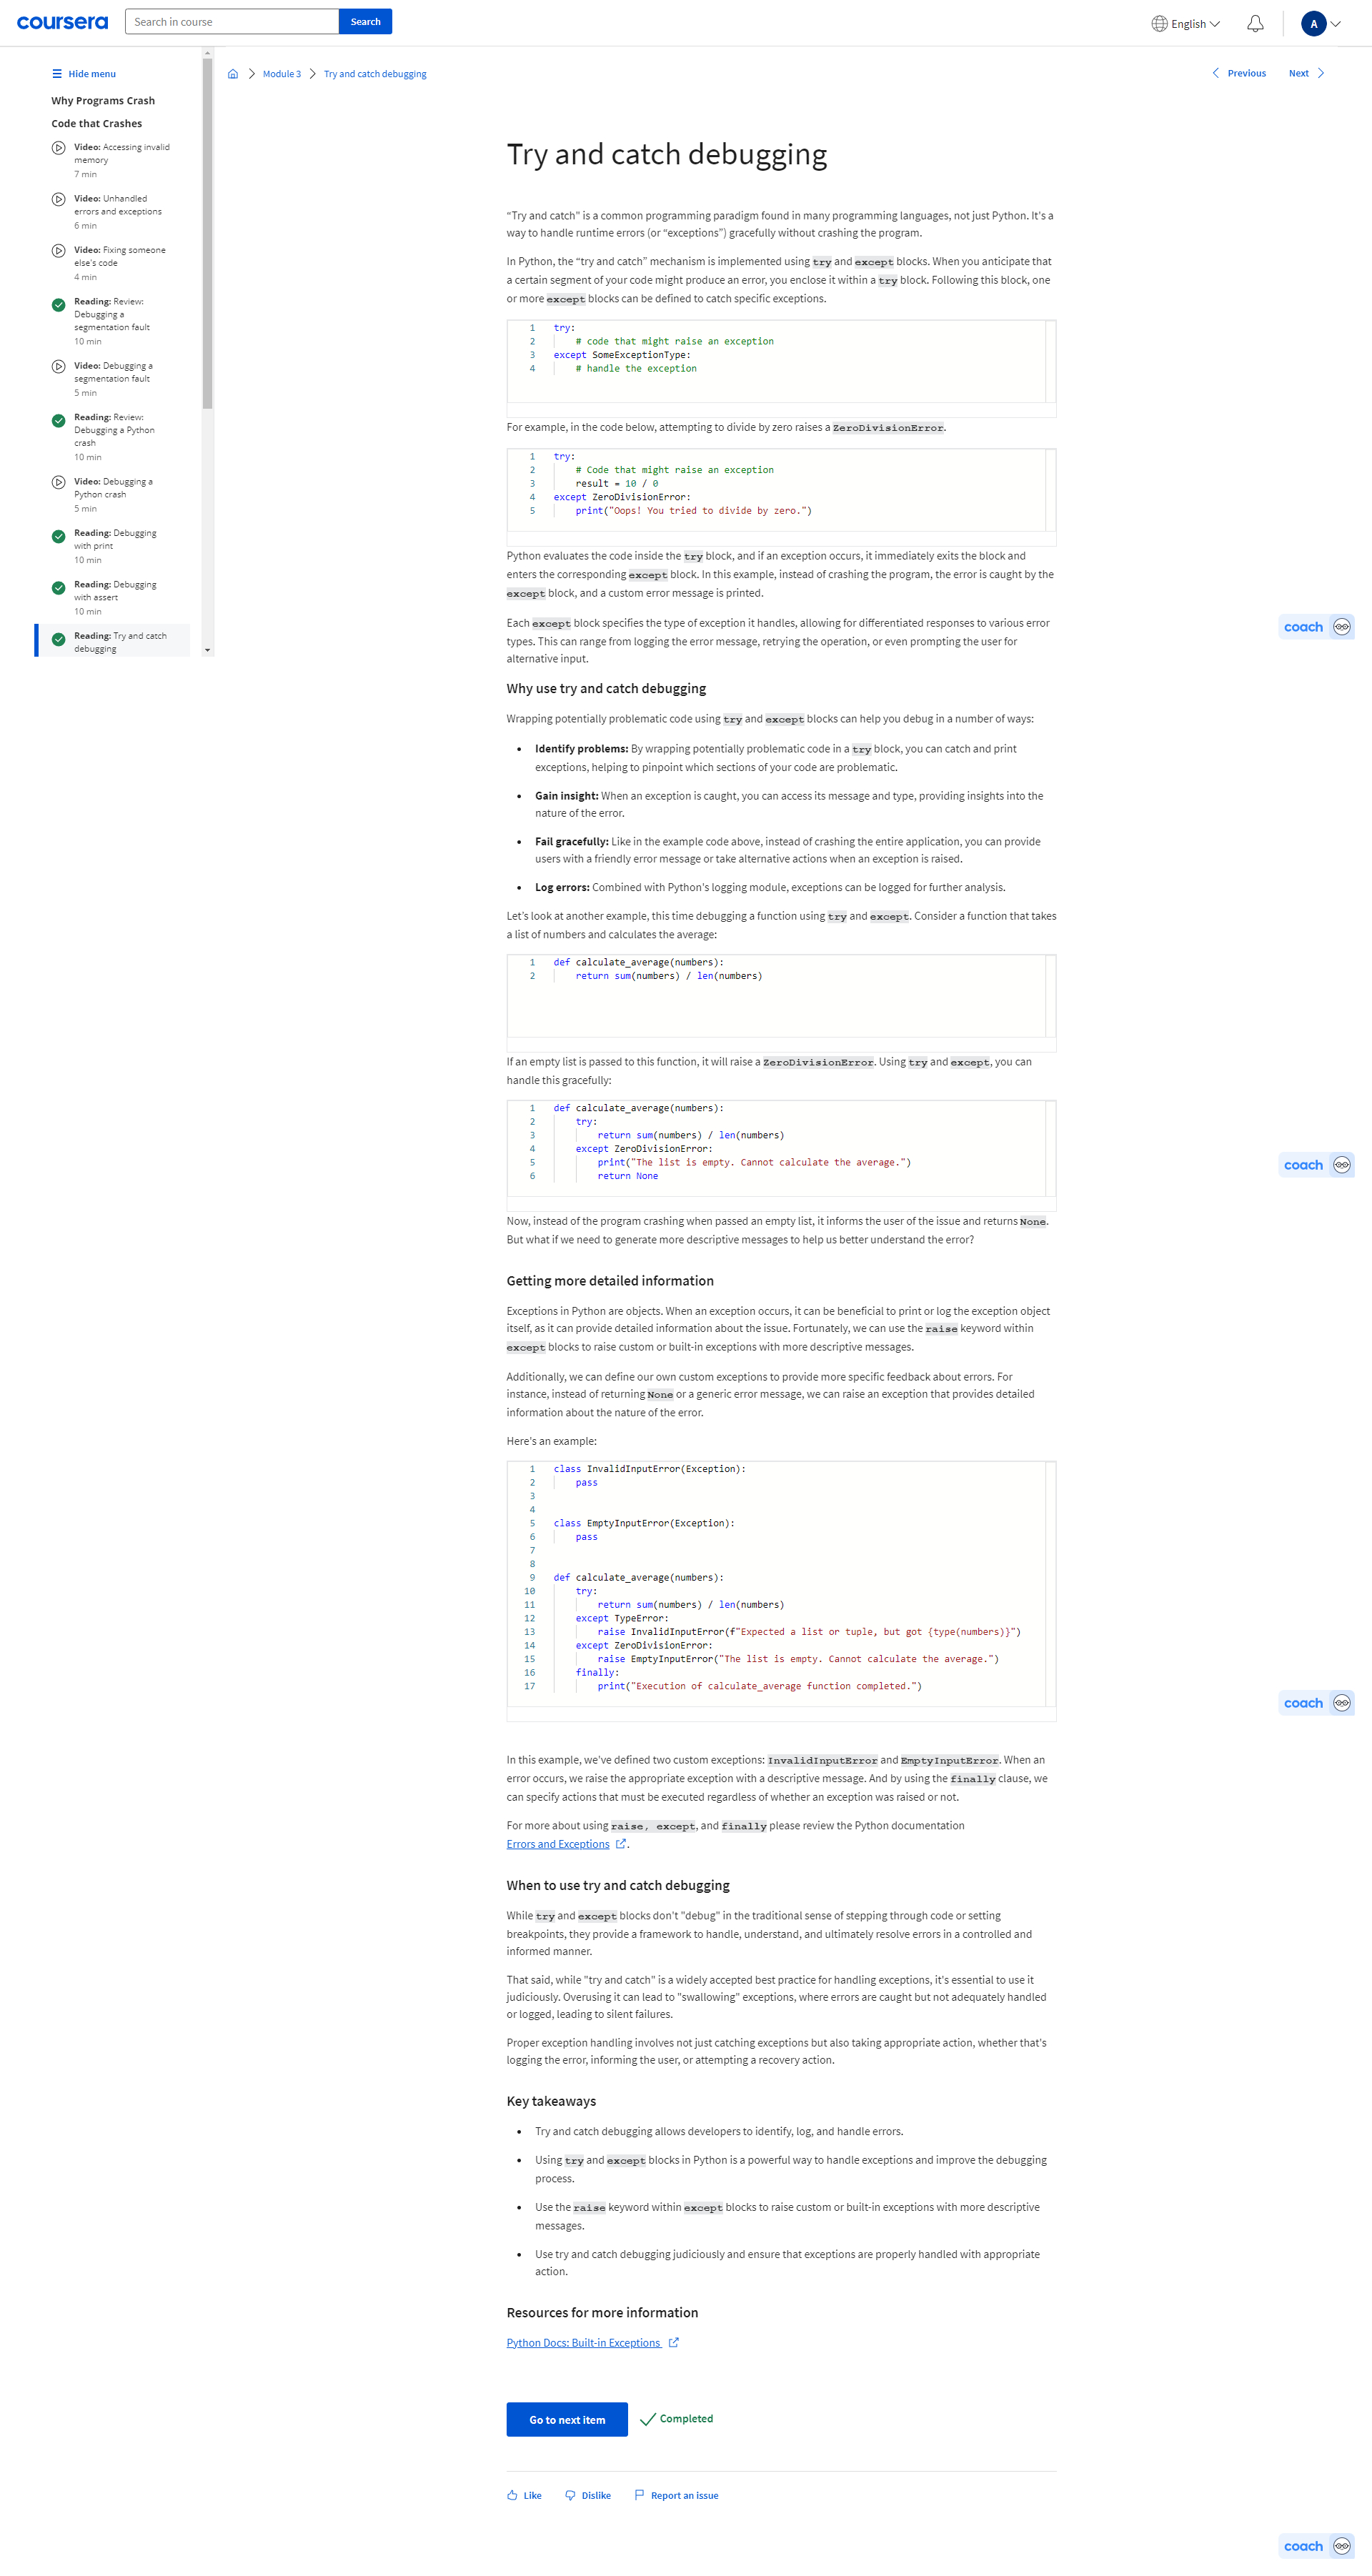 coursera
Search in course
Search
English
A
Hide menu
Module 3
Try and catch debugging
Previous
Next
Why Programs Crash
Code that Crashes
Video: Accessing invalid
memory
7 min
Video: Unhandled
errors and exceptions
6 min
Video: Fixing someone
else's code
4 min
Reading: Review:
Debugging a
segmentation fault
10 min
Video: Debugging a
segmentation fault
5 min
Reading: Review:
Debugging a Python
crash
10 min
Video: Debugging a
Python crash
5 min
Reading: Debugging
with print
10 min
Reading: Debugging
with assert
10 min
Reading: Try and catch
debugging
Try and catch debugging
“Try and catch” is a common programming paradigm found in many programming languages, not just Python. It's a
way to handle runtime errors (or “exceptions”) gracefully without crashing the program.
In Python, the “try and catch” mechanism is implemented using try and except blocks. When you anticipate that
a certain segment of your code might produce an error, you enclose it within a try block. Following this block, one
or more except blocks can be defined to catch specific exceptions.
1 try:
2 # code that might raise an exception
3 except SomeExceptionType:
4 # handle the exception
For example, in the code below, attempting to divide by zero raises a ZeroDivisionError.
1 try:
2 # Code that might raise an exception
3 result = 10 / 0
4 except ZeroDivisionError:
5 print("Oops! You tried to divide by zero.")
Python evaluates the code inside the try block, and if an exception occurs, it immediately exits the block and
enters the corresponding except block. In this example, instead of crashing the program, the error is caught by the
except block, and a custom error message is printed.
Each except block specifies the type of exception it handles, allowing for differentiated responses to various error
types. This can range from logging the error message, retrying the operation, or even prompting the user for
alternative input.
coach
Why use try and catch debugging
Wrapping potentially problematic code using try and except blocks can help you debug in a number of ways:
• Identify problems: By wrapping potentially problematic code in a try block, you can catch and print
exceptions, helping to pinpoint which sections of your code are problematic.
• Gain insight: When an exception is caught, you can access its message and type, providing insights into the
nature of the error.
• Fail gracefully: Like in the example code above, instead of crashing the entire application, you can provide
users with a friendly error message or take alternative actions when an exception is raised.
• Log errors: Combined with Python's logging module, exceptions can be logged for further analysis.
Let's look at another example, this time debugging a function using try and except. Consider a function that takes
a list of numbers and calculates the average:
1 def calculate_average(numbers):
2 return sum(numbers) / len(numbers)
If an empty list is passed to this function, it will raise a ZeroDivisionError. Using try and except, you can
handle this gracefully:
1 def calculate_average(numbers):
2 try:
3 return sum(numbers) / len(numbers)
4 except ZeroDivisionError:
5 print("The list is empty. Cannot calculate the average.")
6 return None
coach
Now, instead of the program crashing when passed an empty list, it informs the user of the issue and returns None.
But what if we need to generate more descriptive messages to help us better understand the error?
Getting more detailed information
Exceptions in Python are objects. When an exception occurs, it can be beneficial to print or log the exception object
itself, as it can provide detailed information about the issue. Fortunately, we can use the raise keyword within
except blocks to raise custom or built-in exceptions with more descriptive messages.
Additionally, we can define our own custom exceptions to provide more specific feedback about errors. For
instance, instead of returning None or a generic error message, we can raise an exception that provides detailed
information about the nature of the error.
Here's an example:
1 class InvalidInputError(Exception):
2 pass
3
4
5 class EmptyInputError(Exception):
6 pass
7
8
9 def calculate_average(numbers):
10 try:
11 return sum(numbers) / len(numbers)
12 except TypeError:
13 raise InvalidInputError(f"Expected a list or tuple, but got {type(numbers)}")
14 except ZeroDivisionError:
15 raise EmptyInputError("The list is empty. Cannot calculate the average.")
16 finally:
17 print("Execution of calculate_average function completed.")
coach
In this example, we've defined two custom exceptions: InvalidInputError and EmptyInputError. When an
error occurs, we raise the appropriate exception with a descriptive message. And by using the finally clause, we
can specify actions that must be executed regardless of whether an exception was raised or not.
For more about using raise, except, and finally please review the Python documentation
Errors and Exceptions .
When to use try and catch debugging
While try and except blocks don't "debug" in the traditional sense of stepping through code or setting
breakpoints, they provide a framework to handle, understand, and ultimately resolve errors in a controlled and
informed manner.
That said, while "try and catch" is a widely accepted best practice for handling exceptions, it's essential to use it
judiciously. Overusing it can lead to "swallowing" exceptions, where errors are caught but not adequately handled
or logged, leading to silent failures.
Proper exception handling involves not just catching exceptions but also taking appropriate action, whether that's
logging the error, informing the user, or attempting a recovery action.
Key takeaways
• Try and catch debugging allows developers to identify, log, and handle errors.
• Using try and except blocks in Python is a powerful way to handle exceptions and improve the debugging
process.
• Use the raise keyword within except blocks to raise custom or built-in exceptions with more descriptive
messages.
• Use try and catch debugging judiciously and ensure that exceptions are properly handled with appropriate
action.
Resources for more information
Python Docs: Built-in Exceptions
Go to next item
Completed
Like
Dislike
Report an issue
coach